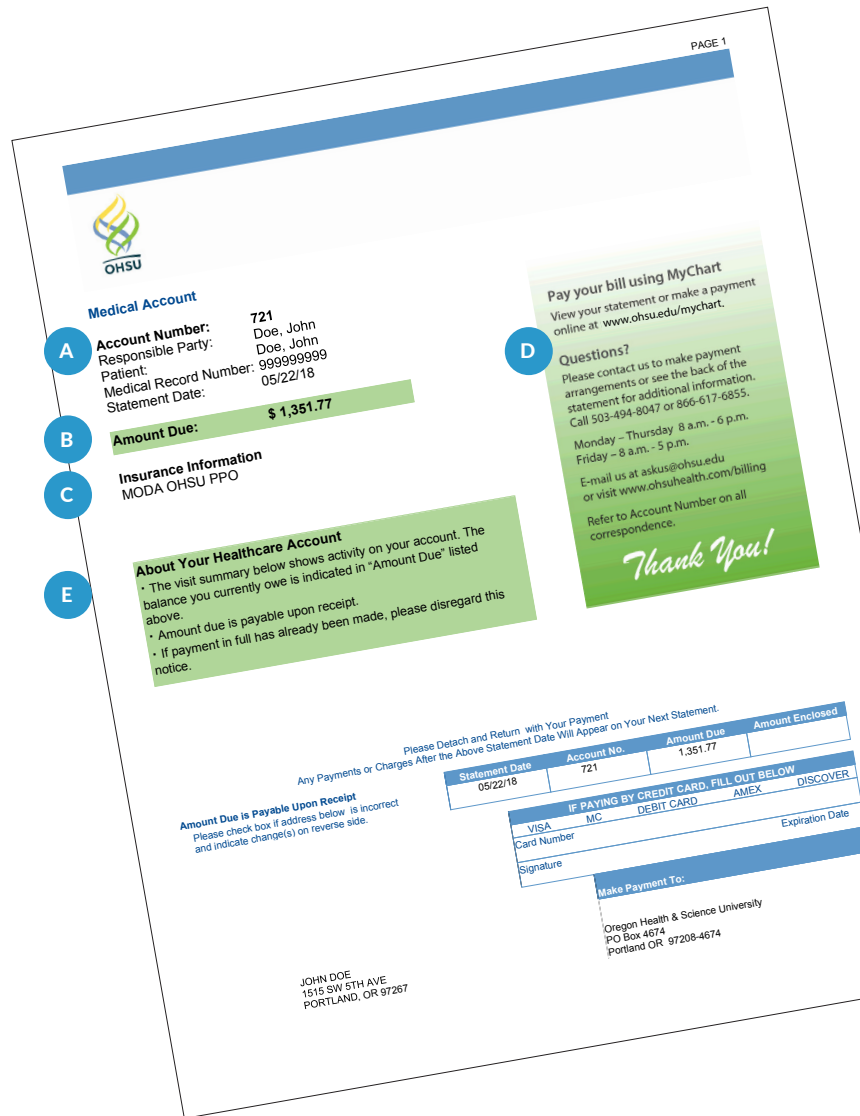 PAGE 1
OHSU
Medical Account
A
Account Number: 721
Responsible Party: Doe, John
Patient: Doe, John
Medical Record Number: 999999999
Statement Date: 05/22/18
B
Amount Due: $ 1,351.77
C
Insurance Information
MODA OHSU PPO
D
Pay your bill using MyChart
View your statement or make a payment
online at www.ohsu.edu/mychart.
Questions?
Please contact us to make payment
arrangements or see the back of the
statement for additional information.
Call 503-494-8047 or 866-617-6855.
Monday – Thursday 8 a.m. - 6 p.m.
Friday – 8 a.m. - 5 p.m.
E-mail us at askus@ohsu.edu
or visit www.ohsuhealth.com/billing
Refer to Account Number on all
correspondence.
Thank You!
E
About Your Healthcare Account
· The visit summary below shows activity on your account. The
balance you currently owe is indicated in “Amount Due” listed
above.
· Amount due is payable upon receipt.
· If payment in full has already been made, please disregard this
notice.
Please Detach and Return with Your Payment
Any Payments or Charges After the Above Statement Date Will Appear on Your Next Statement.
Statement Date Account No. Amount Due Amount Enclosed
05/22/18 721 1,351.77
Amount Due is Payable Upon Receipt
Please check box if address below is incorrect
and indicate change(s) on reverse side.
IF PAYING BY CREDIT CARD, FILL OUT BELOW
VISA MC DEBIT CARD AMEX DISCOVER
Card Number Expiration Date
Signature
Make Payment To:
Oregon Health & Science University
PO Box 4674
Portland OR 97208-4674
JOHN DOE
1515 SW 5TH AVE
PORTLAND, OR 97267